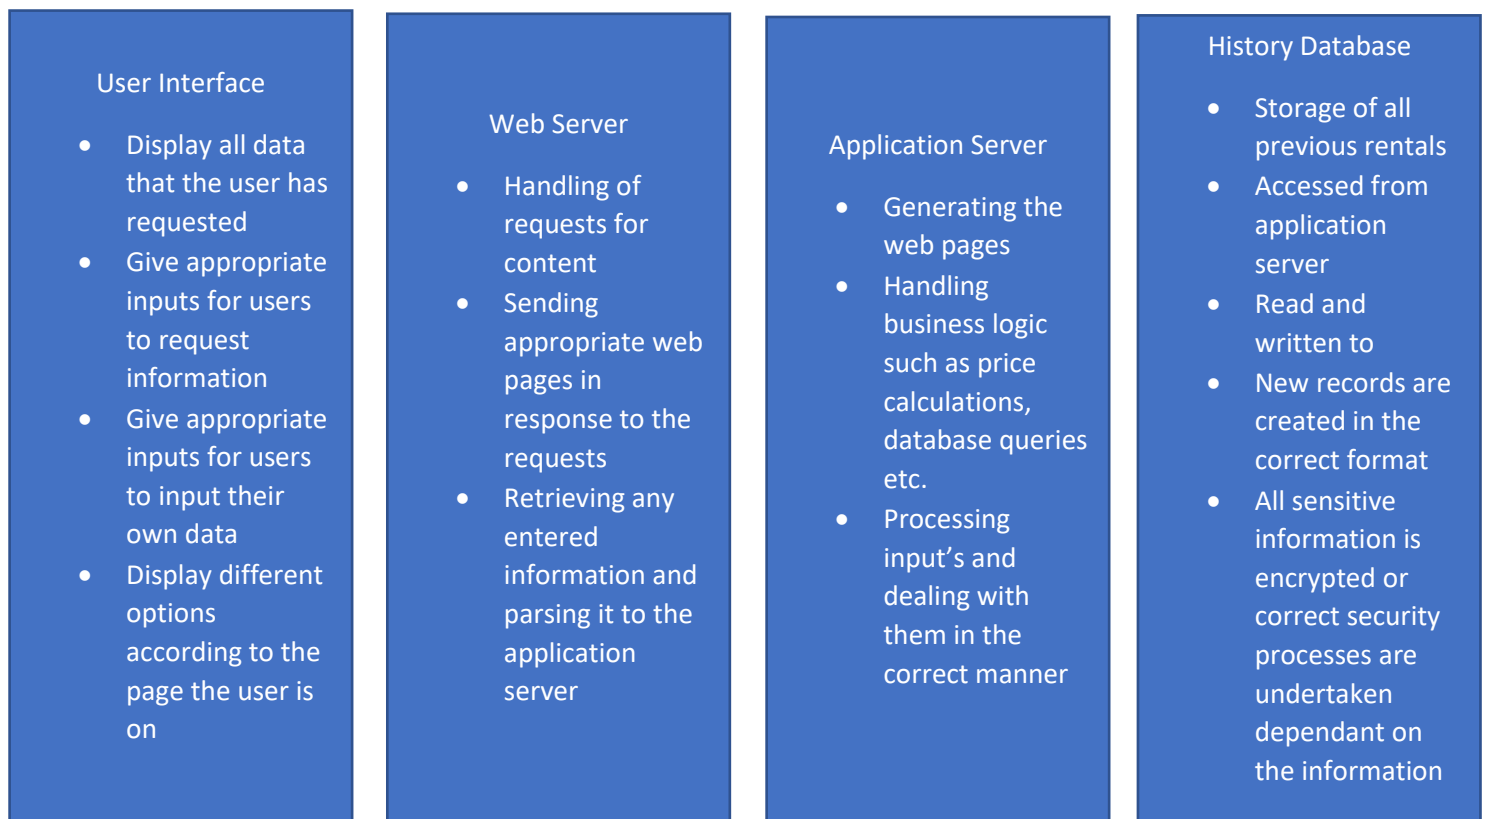 User Interface
• Display all data
that the user has
requested
• Give appropriate
inputs for users
to request
information
• Give appropriate
inputs for users
to input their
own data
• Display different
options
according to the
page the user is
on
Web Server
• Handling of
requests for
content
• Sending
appropriate web
pages in
response to the
requests
• Retrieving any
entered
information and
parsing it to the
application
server
Application Server
• Generating the
web pages
• Handling
business logic
such as price
calculations,
database queries
etc.
• Processing
input’s and
dealing with
them in the
correct manner
History Database
• Storage of all
previous rentals
• Accessed from
application
server
• Read and
written to
• New records are
created in the
correct format
• All sensitive
information is
encrypted or
correct security
processes are
undertaken
dependant on
the information